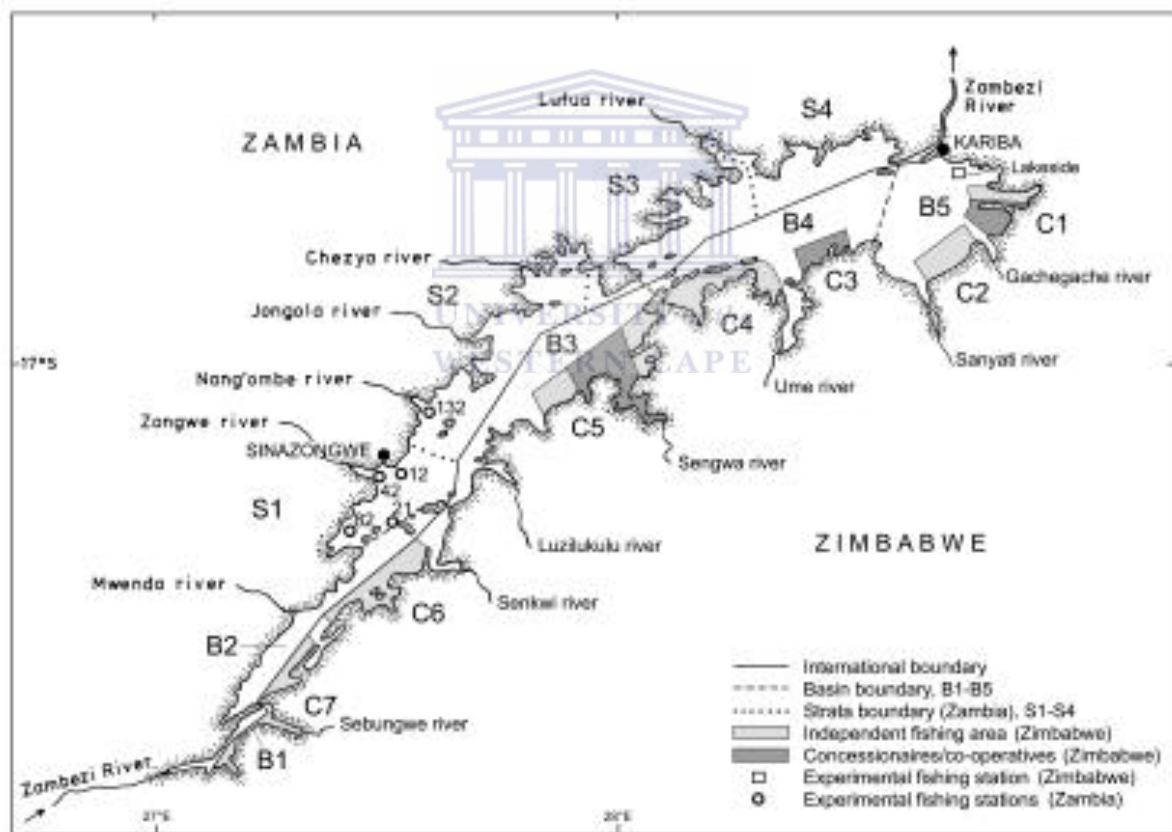 Zambezi
River
Lufua river
S4
ZAMBIA
KARIBA
Lakeside
S3
B5
C1
B4
Chezya river
C3
Gachegache river
S2
C2
C4
Jongola river
UNIVERSITY of the
B3
WESTERN CAPE
17°S
Sanyati river
Nang'ombe river
Ume river
132
C5
Zongwe river
SINAZONGWE
Sengwa river
12
42
S1
21
Luzilukulu river
ZIMBABWE
Mwenda river
Senkwi river
C6
B2
C7
Sebungwe river
B1
Zambezi River
International boundary
Basin boundary, B1-B5
Strata boundary (Zambia), S1-S4
Independent fishing area (Zimbabwe)
Concessionaires/co-operatives (Zimbabwe)
Experimental fishing station (Zimbabwe)
Experimental fishing stations (Zambia)
27°E
28°E